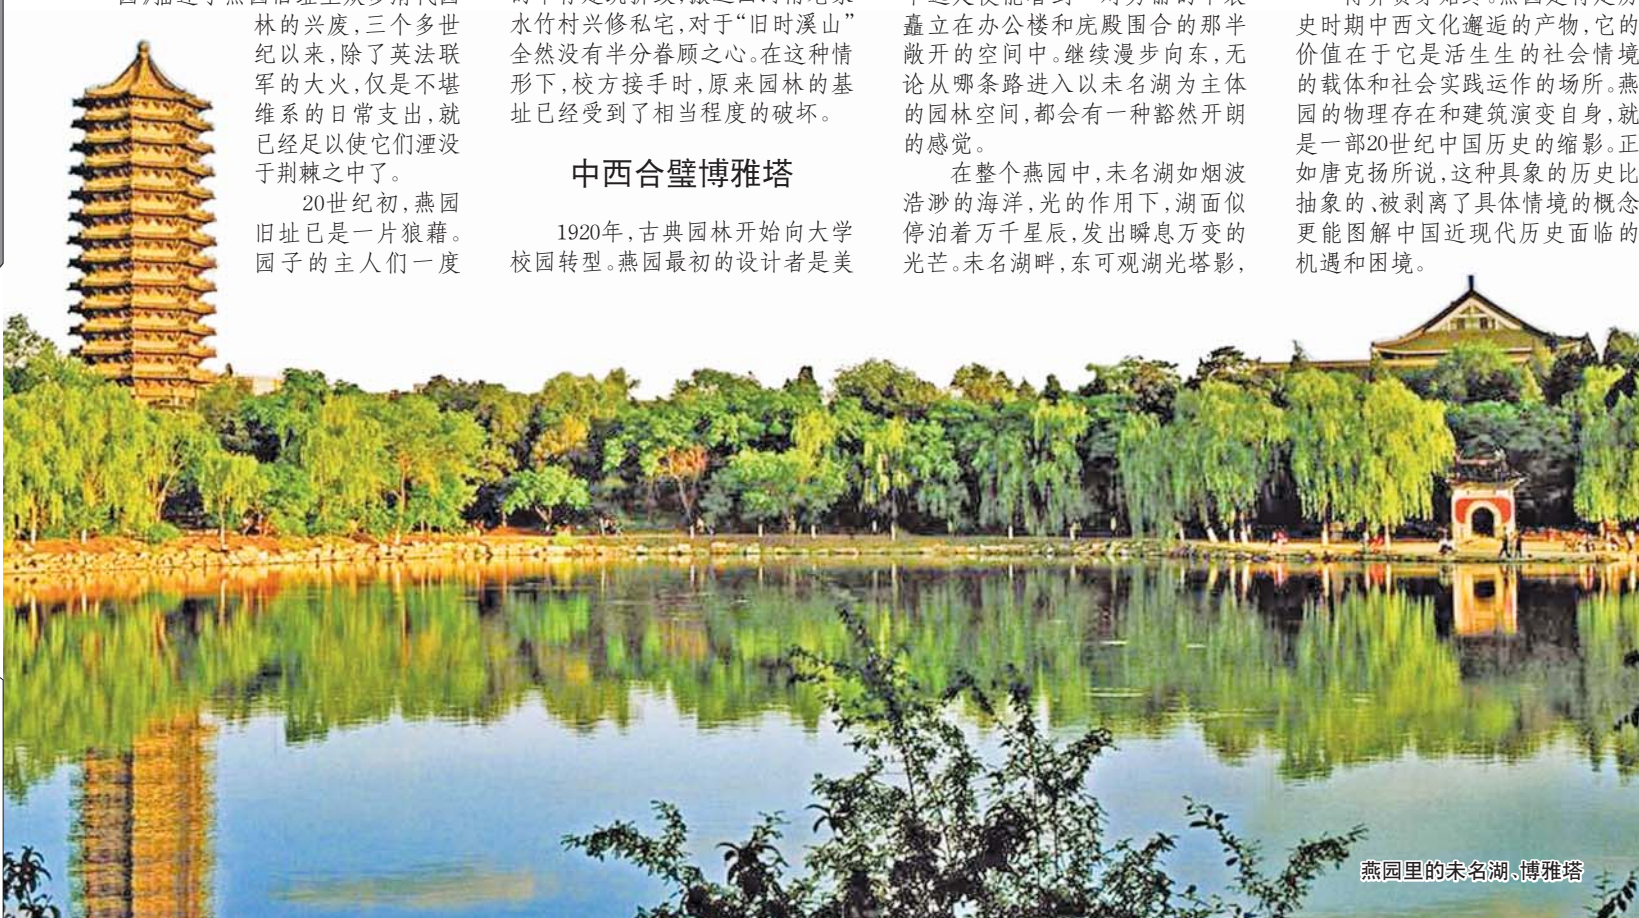 林的兴废,三个多世
纪以来,除了英法联
军的大火,仅是不堪
维系的日常支出,就
已经足以使它们湮没
于荆棘之中了。
20世纪初,燕园
旧址已是一片狼藉。
园子的主人们一度
水竹村兴修私宅,对于“旧时溪山”
全然没有半分眷顾之心。在这种情
形下,校方接手时,原来园林的基
址已经受到了相当程度的破坏。
中西合璧博雅塔
1920年,古典园林开始向大学
校园转型。燕园最初的设计者是美
矗立在办公楼和庑殿围合的那半
敞开的空间中。继续漫步向东,无
论从哪条路进入以未名湖为主体
的园林空间,都会有一种豁然开朗
的感觉。
在整个燕园中,未名湖如烟波
浩渺的海洋,光的作用下,湖面似
停泊着万千星辰,发出瞬息万变的
光芒。未名湖畔,东可观湖光塔影,
史时期中西文化邂逅的产物,它的
价值在于它是活生生的社会情境
的载体和社会实践运作的场所。燕
园的物理存在和建筑演变自身,就
是一部20世纪中国历史的缩影。正
如唐克扬所说,这种具象的历史比
抽象的、被剥离了具体情境的概念
更能图解中国近现代历史面临的
机遇和困境。
燕园里的未名湖、博雅塔